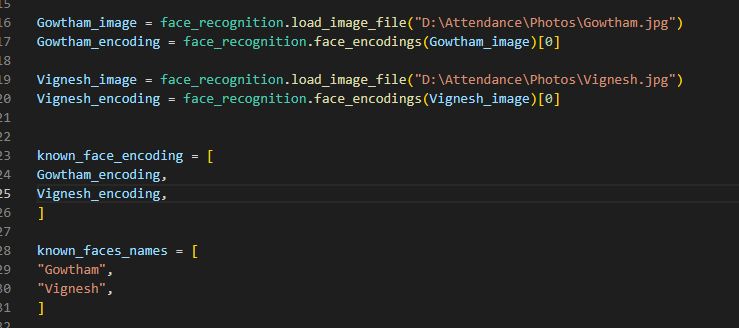 15
16 Gowtham_image = face_recognition.load_image_file("D:\Attendance\Photos\Gowtham.jpg")
17 Gowtham_encoding = face_recognition.face_encodings(Gowtham_image)[0]
18
19 Vignesh_image = face_recognition.load_image_file("D:\Attendance\Photos\Vignesh.jpg")
20 Vignesh_encoding = face_recognition.face_encodings(Vignesh_image)[0]
21
22
23 known_face_encoding = [
24 Gowtham_encoding,
25 Vignesh_encoding,
26 ]
27
28 known_faces_names = [
29 "Gowtham",
30 "Vignesh",
31 ]
32